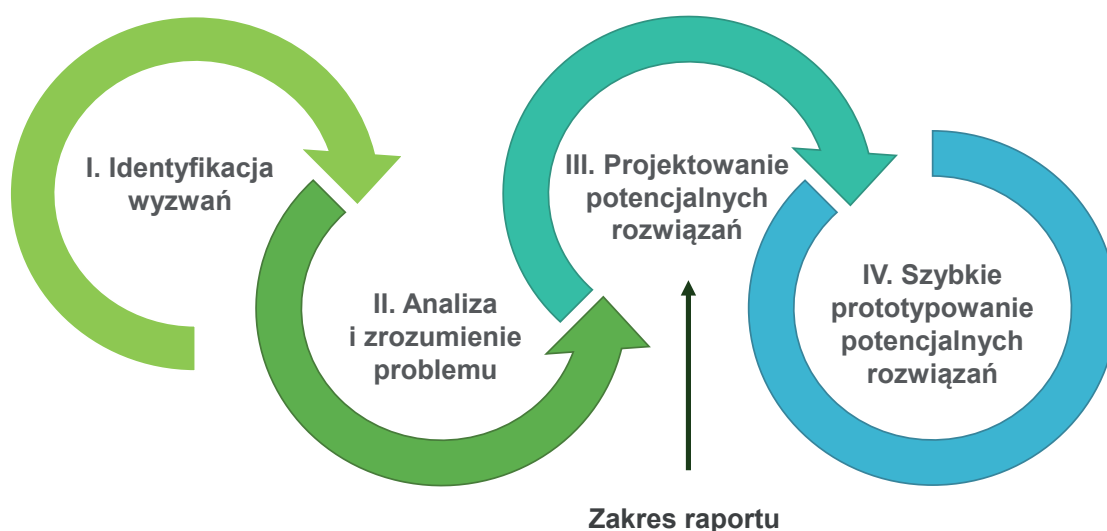 I. Identyfikacja
wyzwań
II. Analiza
i zrozumienie
problemu
III. Projektowanie
potencjalnych
rozwiązań
IV. Szybkie
prototypowanie
potencjalnych
rozwiązań
Zakres raportu